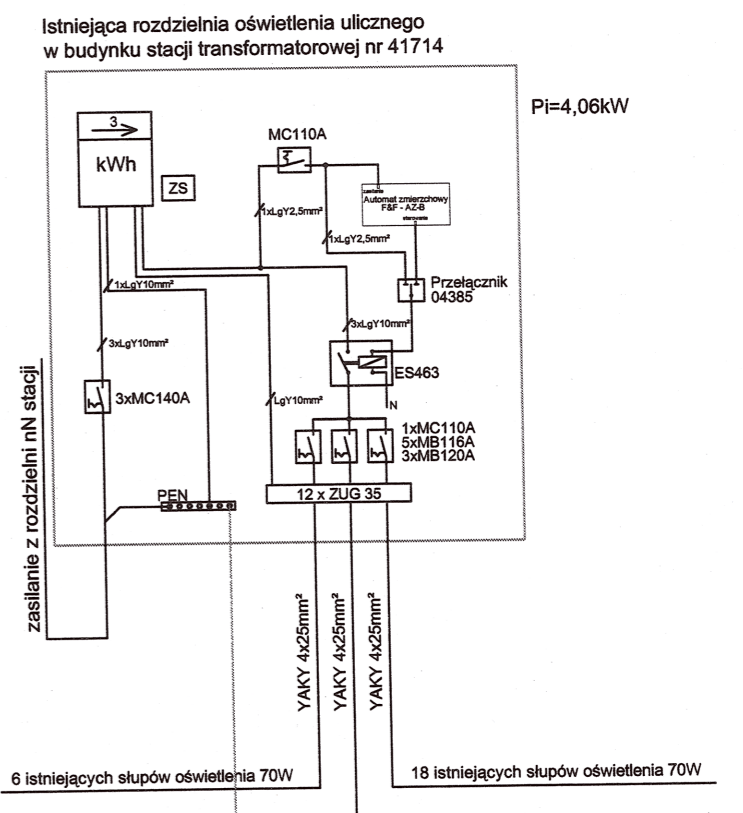 Istniejąca rozdzielnia oświetlenia ulicznego
w budynku stacji transformatorowej nr 41714
Pi=4,06kW
3
kWh
ZS
MC110A
zasilanie
Automat zmierzchowy
F&F - AZ-B
sterowanie
1xLgY2,5mm²
1xLgY2,5mm²
Przełącznik
04385
1xLgY10mm²
3xLgY10mm²
3xLgY10mm²
ES463
3xMC140A
LgY10mm²
N
1xMC110A
5xMB116A
3xMB120A
PEN
12 x ZUG 35
zasilanie z rozdzielni nN stacji
YAKY 4x25mm²
YAKY 4x25mm²
YAKY 4x25mm²
6 istniejących słupów oświetlenia 70W
18 istniejących słupów oświetlenia 70W